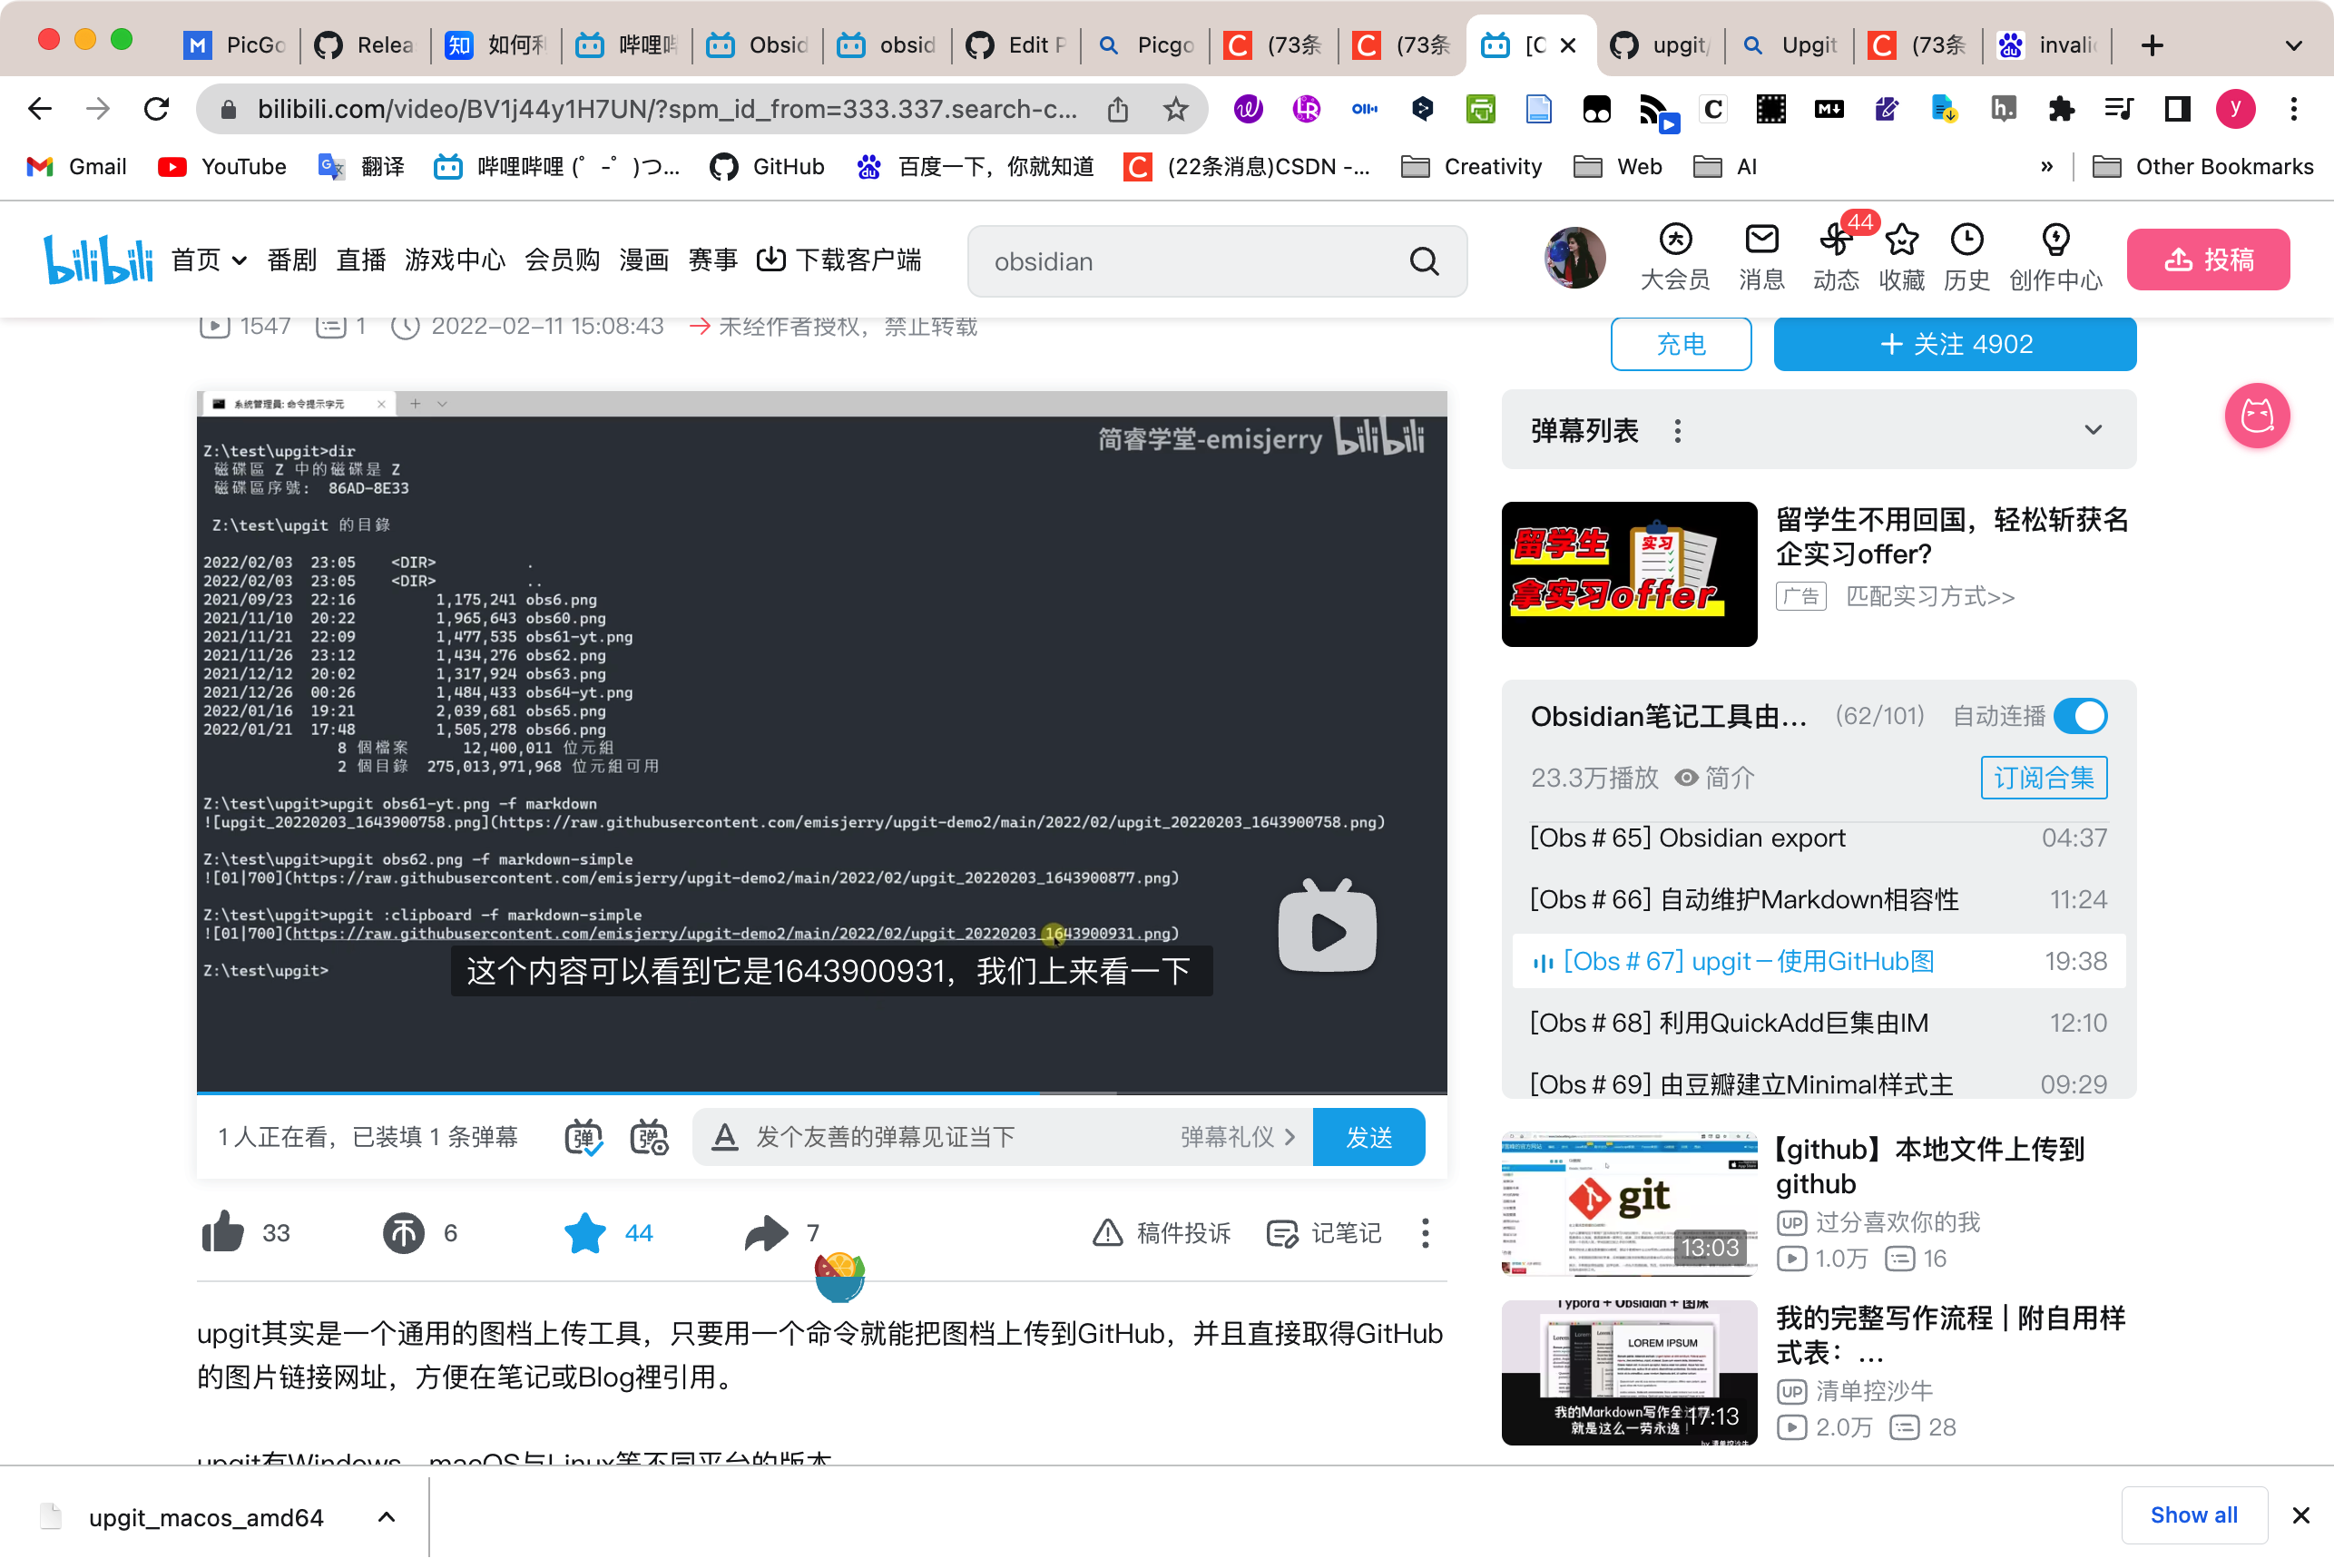 PicGo
Relea
如何利
哔哩哔
Obsid
obsid
Edit P
Picgo
(73条
(73条
[O
upgit/
Upgit
(73条
invalid
bilibili.com/video/BV1j44y1H7UN/?spm_id_from=333.337.search-c...
Gmail
YouTube
翻译
哔哩哔哩 (゜-゜)つ...
GitHub
百度一下，你就知道
(22条消息)CSDN -...
Creativity
Web
AI
»
Other Bookmarks
bilibili
首页
番剧
直播
游戏中心
会员购
漫画
赛事
下载客户端
obsidian
大会员
消息
44
动态
收藏
历史
创作中心
投稿
1547
1
2022-02-11 15:08:43
未经作者授权，禁止转载
充电
+ 关注 4902
系統管理員: 命令提示字元
简睿学堂-emisjerry bilibili
Z:\test\upgit>dir
磁碟區 Z 中的磁碟是 Z
磁碟區序號： 86AD-8E33
Z:\test\upgit 的目錄
2022/02/03 23:05 <DIR> .
2022/02/03 23:05 <DIR> ..
2021/09/23 22:16 1,175,241 obs6.png
2021/11/10 20:22 1,965,643 obs60.png
2021/11/21 22:09 1,477,535 obs61-yt.png
2021/11/26 23:12 1,434,276 obs62.png
2021/12/12 20:02 1,317,924 obs63.png
2021/12/26 00:26 1,484,433 obs64-yt.png
2022/01/16 19:21 2,039,681 obs65.png
2022/01/21 17:48 1,505,278 obs66.png
8 個檔案 12,400,011 位元組
2 個目錄 275,013,971,968 位元組可用
Z:\test\upgit>upgit obs61-yt.png -f markdown
![upgit_20220203_1643900758.png](https://raw.githubusercontent.com/emisjerry/upgit-demo2/main/2022/02/upgit_20220203_1643900758.png)
Z:\test\upgit>upgit obs62.png -f markdown-simple
![01|700](https://raw.githubusercontent.com/emisjerry/upgit-demo2/main/2022/02/upgit_20220203_1643900877.png)
Z:\test\upgit>upgit :clipboard -f markdown-simple
![01|700](https://raw.githubusercontent.com/emisjerry/upgit-demo2/main/2022/02/upgit_20220203_1643900931.png)
Z:\test\upgit>
这个内容可以看到它是1643900931，我们上来看一下
1 人正在看，已装填 1 条弹幕
发个友善的弹幕见证当下
弹幕礼仪 >
发送
33
6
44
7
稿件投诉
记笔记
upgit其实是一个通用的图档上传工具，只要用一个命令就能把图档上传到GitHub，并且直接取得GitHub
的图片链接网址，方便在笔记或Blog裡引用。
upgit有Windows、macOS与Linux等不同平台的版本
弹幕列表
留学生
拿实习offer
实习
留学生不用回国，轻松斩获名
企实习offer?
广告 匹配实习方式>>
Obsidian笔记工具由... (62/101) 自动连播
23.3万播放 简介
订阅合集
[Obs＃65] Obsidian export 04:37
[Obs＃66] 自动维护Markdown相容性 11:24
[Obs＃67] upgit－使用GitHub图 19:38
[Obs＃68] 利用QuickAdd巨集由IM 12:10
[Obs＃69] 由豆瓣建立Minimal样式主 09:29
git
13:03
【github】本地文件上传到
github
UP 过分喜欢你的我
1.0万 16
Typora + Obsidian + 图床
LOREM IPSUM
我的Markdown写作全过程
就是这么一劳永逸！
17:13
我的完整写作流程 | 附自用样
式表：...
UP 清单控沙牛
2.0万 28
upgit_macos_amd64
Show all